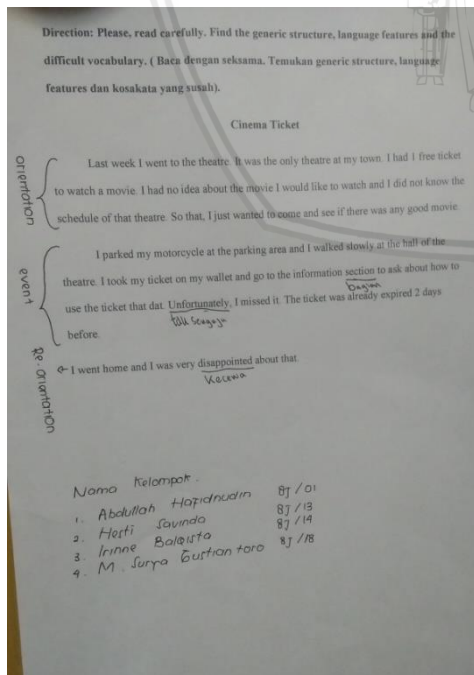 Direction: Please, read carefully. Find the generic structure, language features and the
difficult vocabulary. ( Baca dengan seksama. Temukan generic structure, language
features dan kosakata yang susah).
Cinema Ticket
orientation
Last week I went to the theatre. It was the only theatre at my town. I had 1 free ticket
to watch a movie. I had no idea about the movie I would like to watch and I did not know the
schedule of that theatre. So that, I just wanted to come and see if there was any good movie.
event
I parked my motorcycle at the parking area and I walked slowly at the hall of the
theatre. I took my ticket on my wallet and go to the information section to ask about how to
bagian
use the ticket that dat. Unfortunately, I missed it. The ticket was already expired 2 days
before.
Re-orientation
I went home and I was very disappointed about that.
Kecewa
Nama Kelompok.
1. Abdullah 8J / 01
2. Hesti Savinda 8J / 13
3. Irinne Balqista 8J / 14
4. M. Surya Gustiantoro 8J / 18